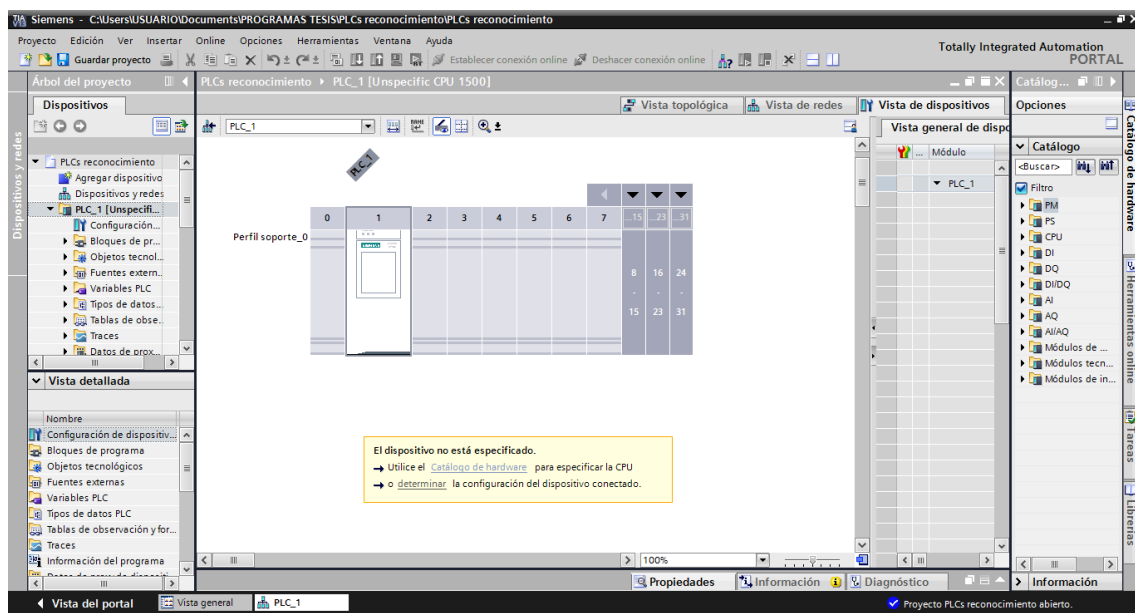 Siemens - C:\Users\USUARIO\Documents\PROGRAMAS TESIS\PLCs reconocimiento\PLCs reconocimiento
Proyecto Edición Ver Insertar Online Opciones Herramientas Ventana Ayuda
Totally Integrated Automation
PORTAL
Guardar proyecto Establecer conexión online Deshacer conexión online
Árbol del proyecto
PLCs reconocimiento PLC_1 [Unspecific CPU 1500]
Catálog...
Dispositivos
Vista topológica Vista de redes Vista de dispositivos
Opciones
PLC_1
Vista general de dispo
Dispositivos y redes
PLCs reconocimiento
Agregar dispositivo
Dispositivos y redes
PLC_1 [Unspecifi...
Configuración...
Bloques de pr...
Objetos tecnol...
Fuentes extern...
Variables PLC
Tipos de datos...
Tablas de obse..
Traces
Datos de prox...
PLC_1
0 1 2 3 4 5 6 7 ...15 ...23 ...31
Perfil soporte_0
8 16 24
- - -
15 23 31
... Módulo
PLC_1
Catálogo
<Buscar>
Filtro
PM
PS
CPU
DI
DQ
DI/DQ
AI
AQ
AI/AQ
Módulos de ...
Módulos tecn...
Módulos de in...
Catálogo de hardware
Herramientas online
Tareas
Librerías
Vista detallada
Nombre
Configuración de dispositiv...
Bloques de programa
Objetos tecnológicos
Fuentes externas
Variables PLC
Tipos de datos PLC
Tablas de observación y for...
Traces
Información del programa
El dispositivo no está especificado.
Utilice el Catálogo de hardware para especificar la CPU
o determinar la configuración del dispositivo conectado.
100%
Propiedades Información Diagnóstico
Información
Vista del portal Vista general PLC_1
Proyecto PLCs reconocimiento abierto.